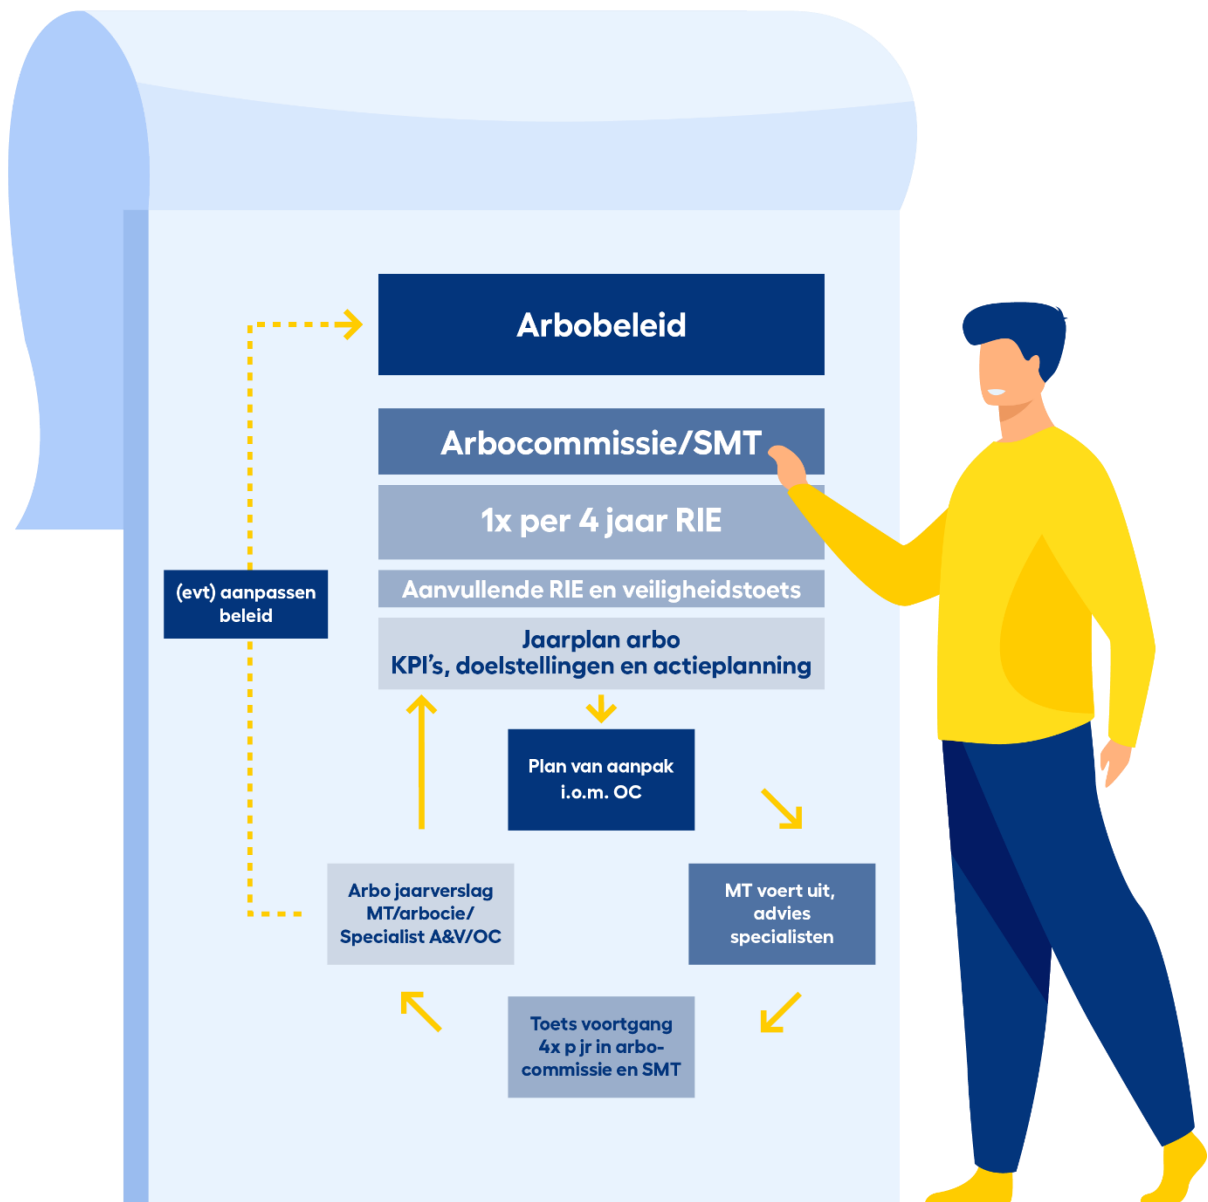 Arbobeleid
Arbocommissie/SMT
1x per 4 jaar RIE
Aanvullende RIE en veiligheidstoets
Jaarplan arbo
KPI's, doelstellingen en actieplanning
(evt) aanpassen
beleid
Plan van aanpak
i.o.m. OC
MT voert uit,
advies
specialisten
Toets voortgang
4x p jr in arbo-
commissie en SMT
Arbo jaarverslag
MT/arbocie/
Specialist A&V/OC